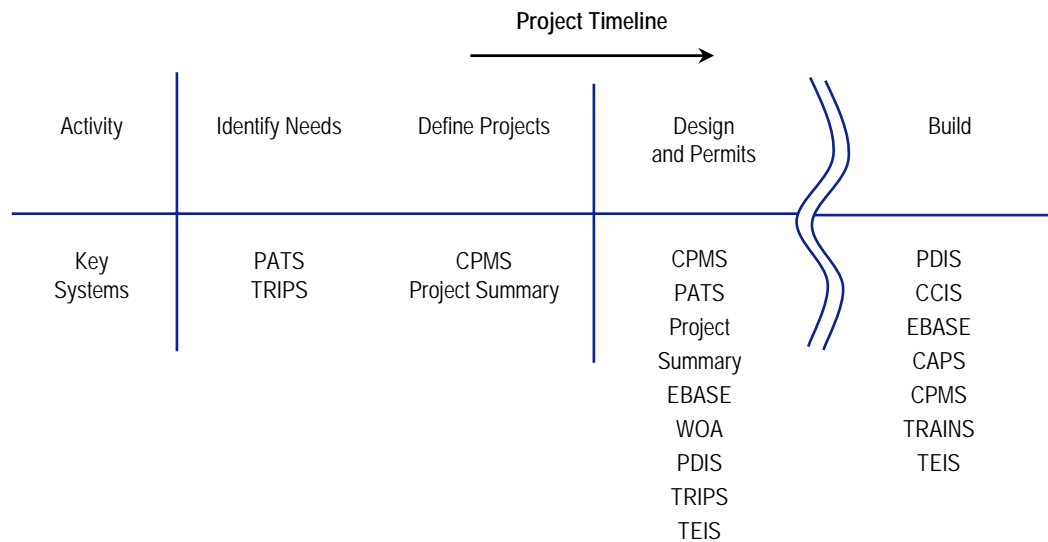 Project Timeline
Activity
Identify Needs
Define Projects
Design
and Permits
Build
Key
Systems
PATS
TRIPS
CPMS
Project Summary
CPMS
PATS
Project
Summary
EBASE
WOA
PDIS
TRIPS
TEIS
PDIS
CCIS
EBASE
CAPS
CPMS
TRAINS
TEIS